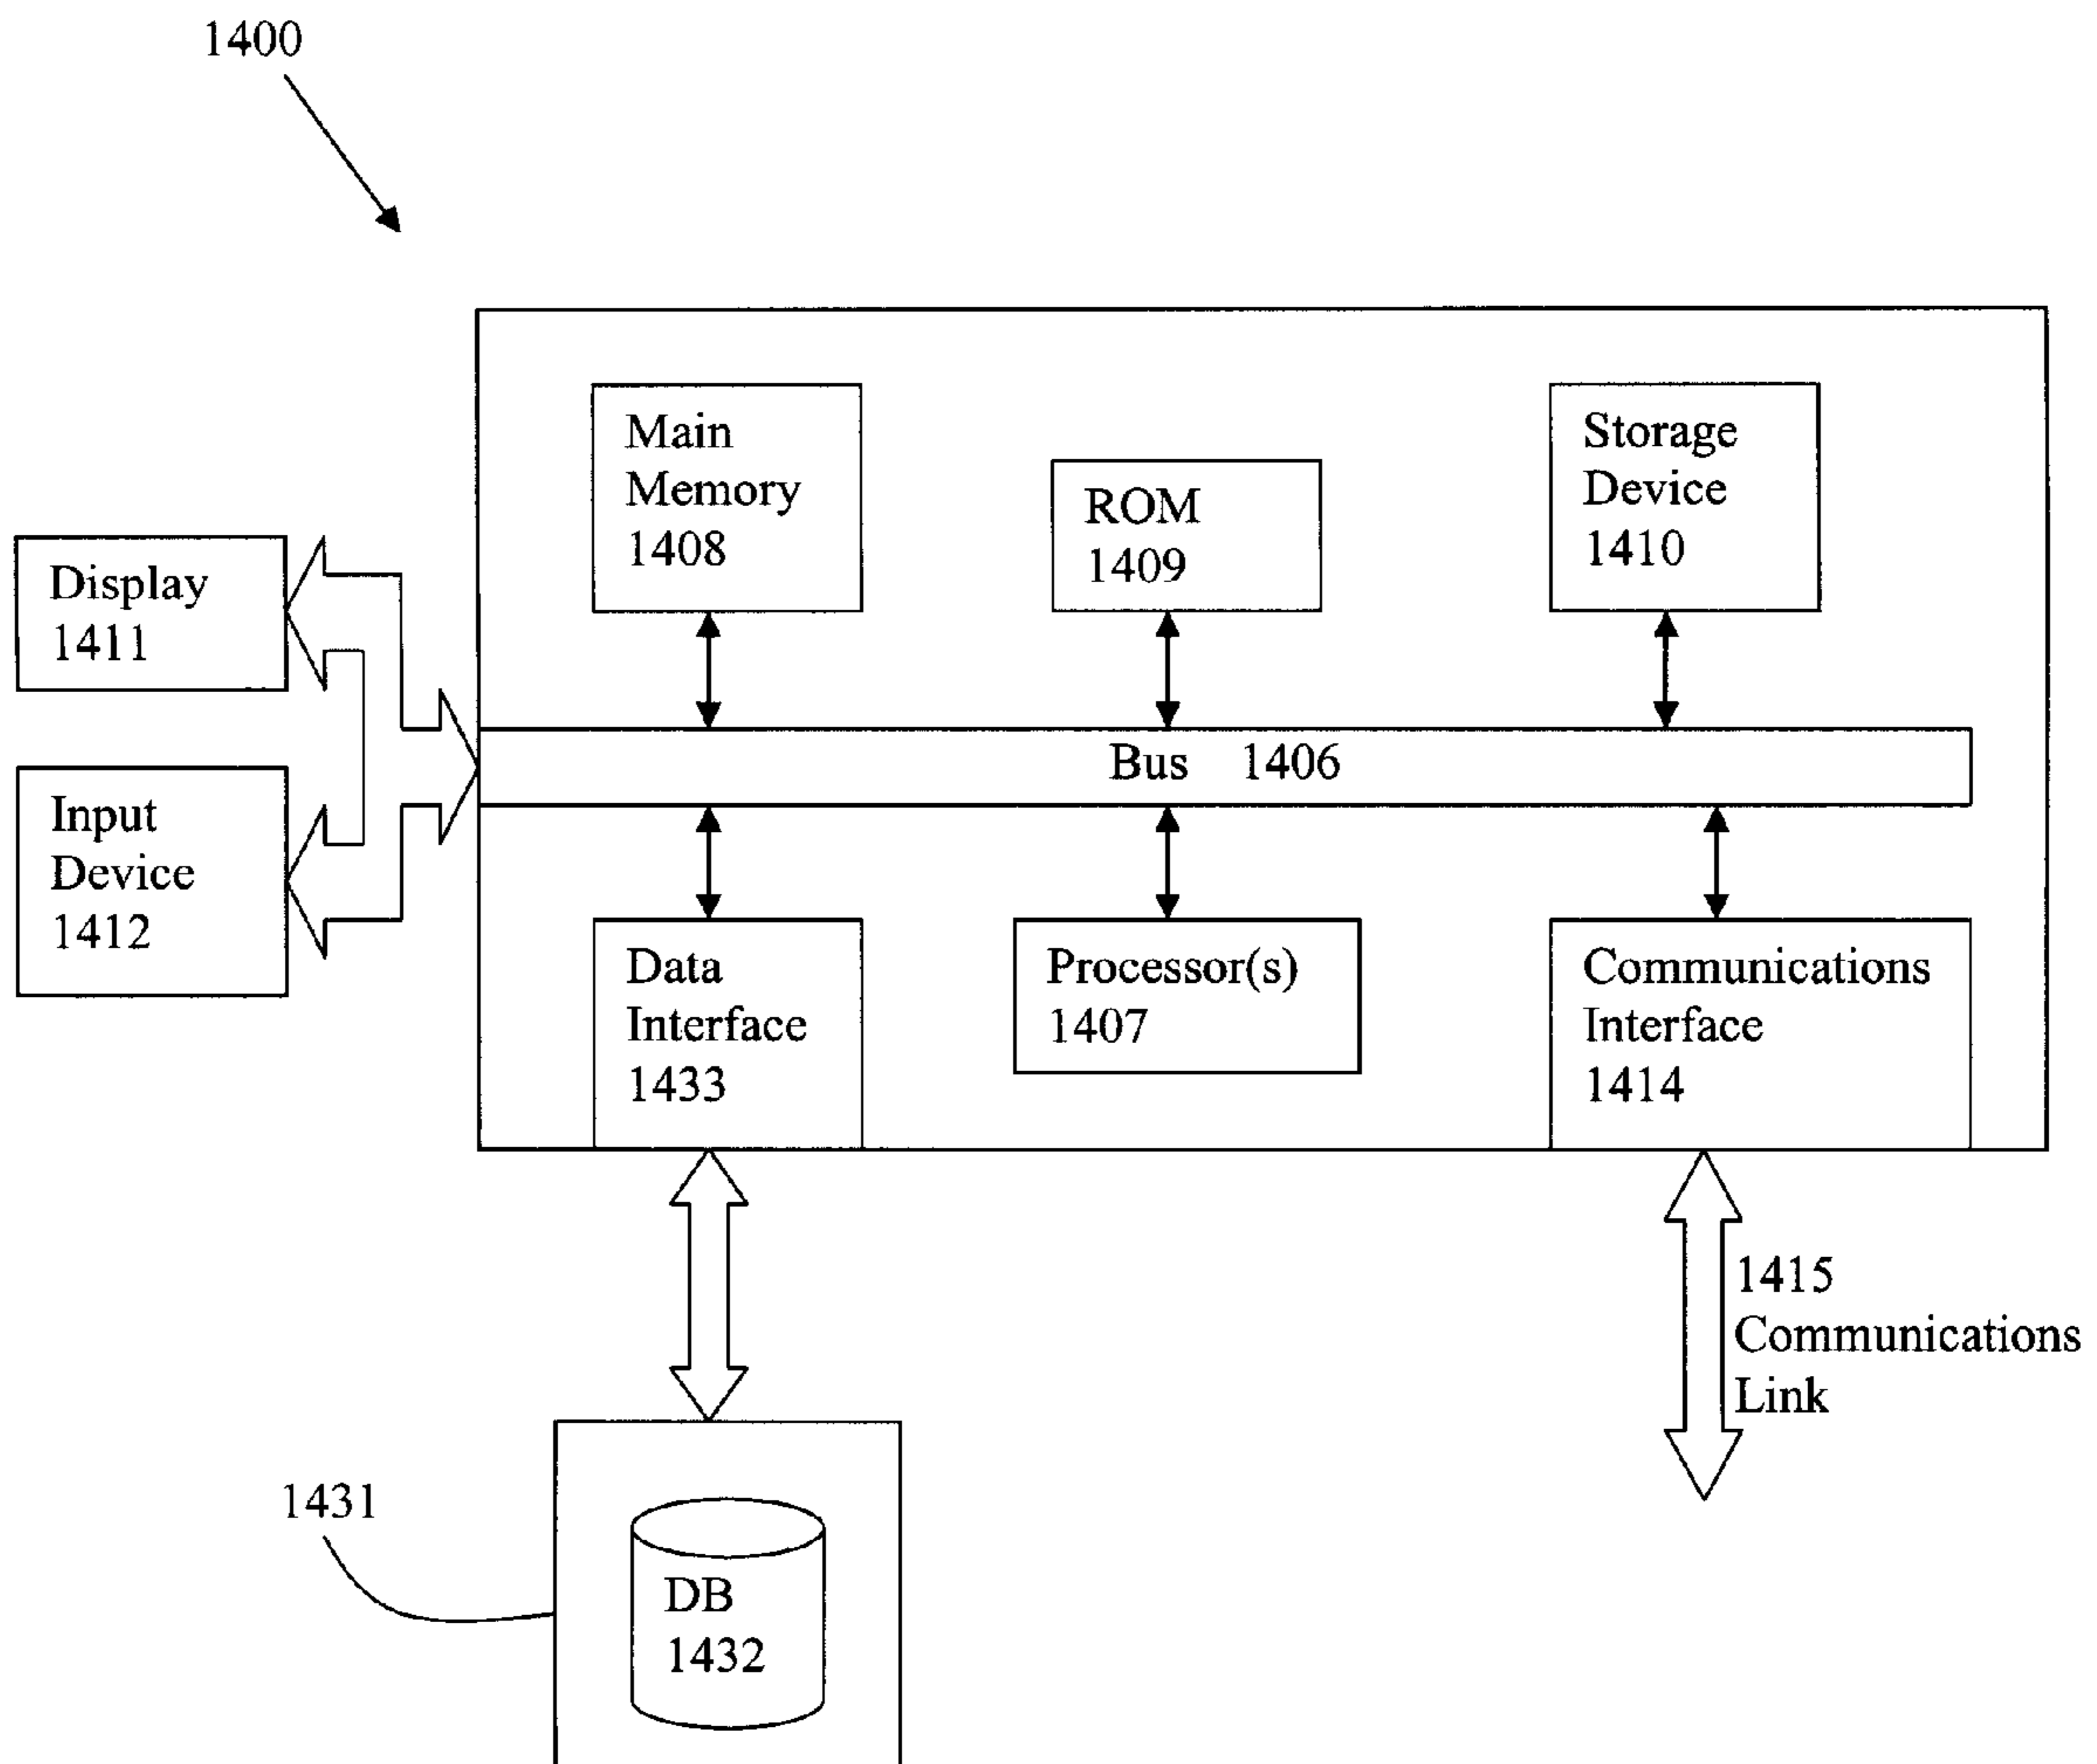 1400
Main
Memory
1408
ROM
1409
Storage
Device
1410
Display
1411
Bus 1406
Input
Device
1412
Data
Interface
1433
Processor(s)
1407
Communications
Interface
1414
1415
Communications
Link
1431
DB
1432